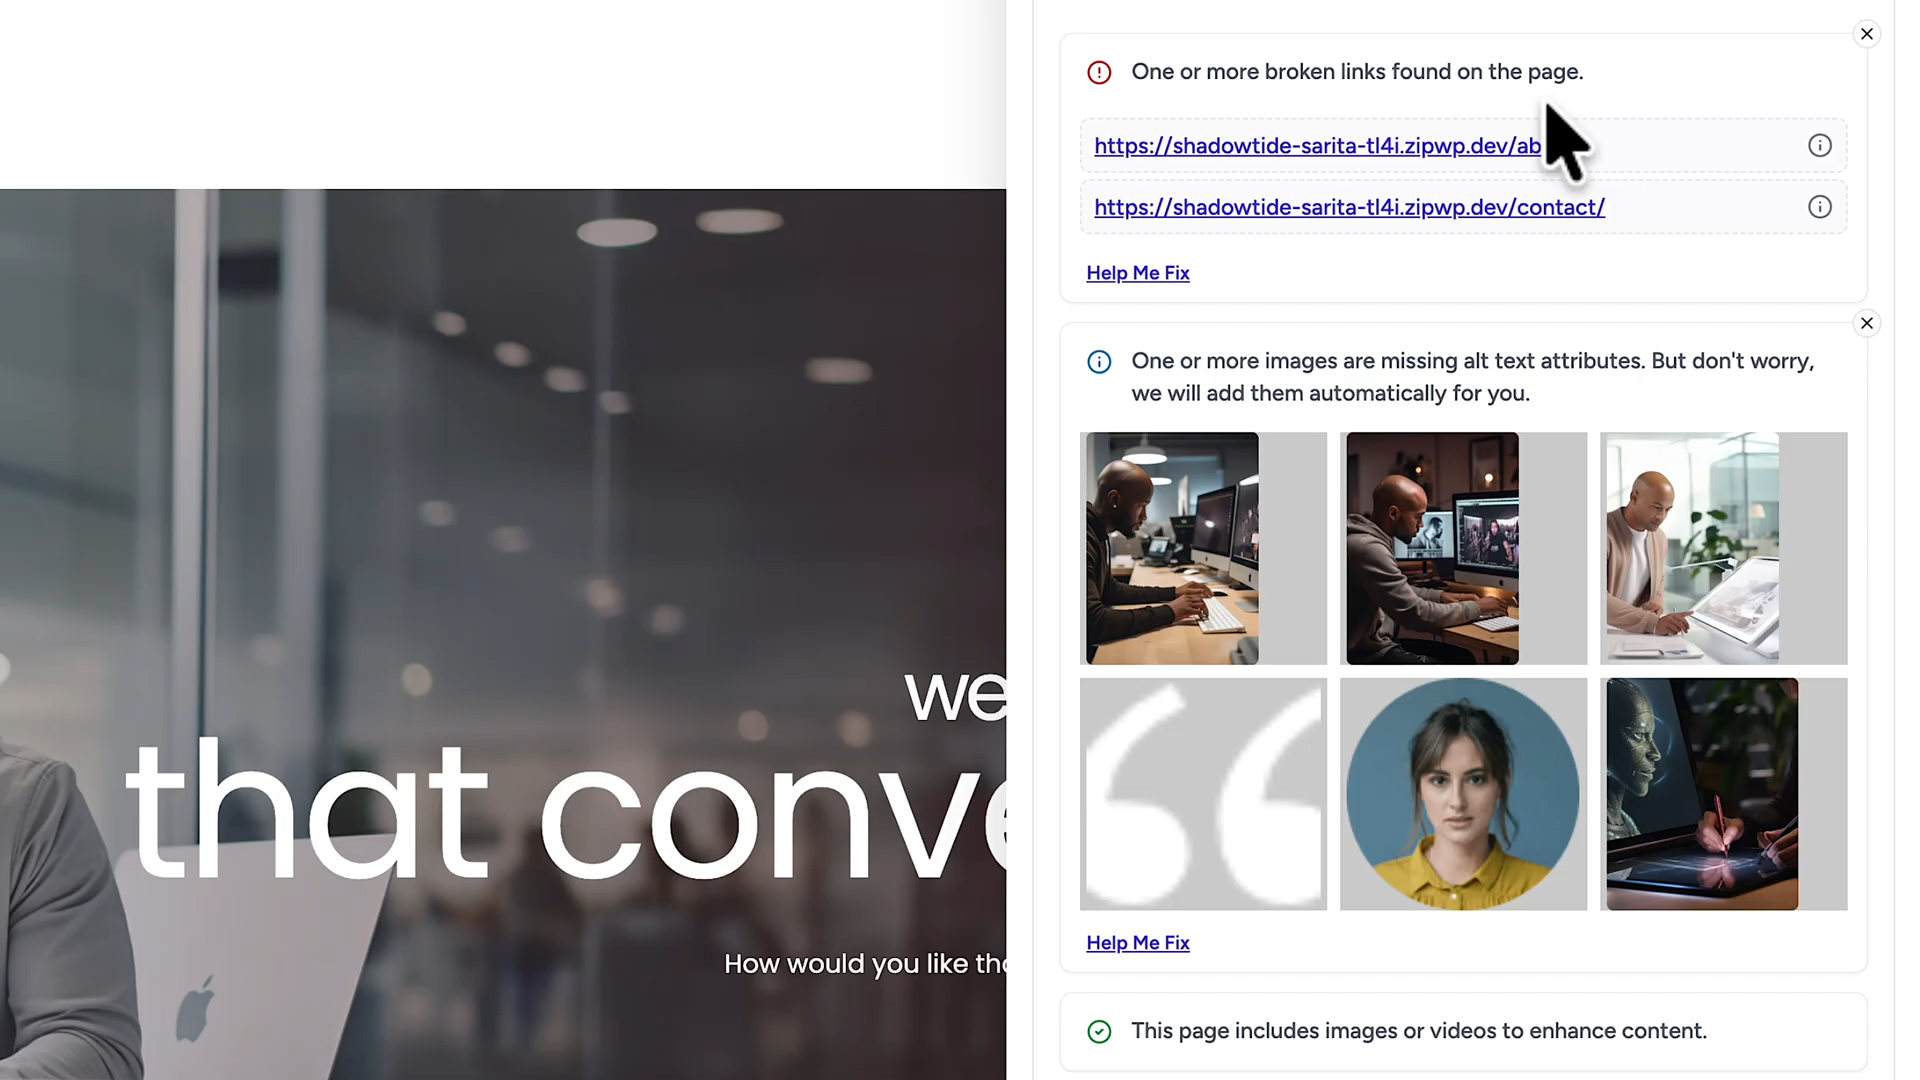 One or more broken links found on the page.
https://shadowtide-sarita-tl4i.zipwp.dev/ab
https://shadowtide-sarita-tl4i.zipwp.dev/contact/
Help Me Fix
One or more images are missing alt text attributes. But don't worry,
we will add them automatically for you.
we
that conve
How would you like
Help Me Fix
This page includes images or videos to enhance content.